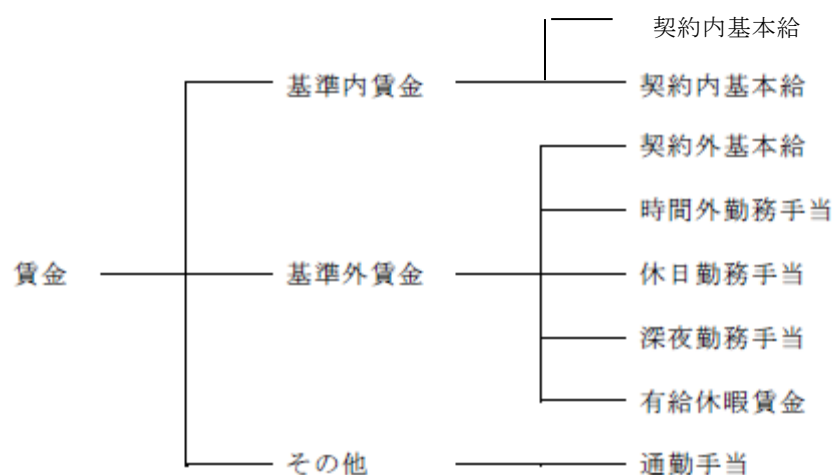 契約内基本給
基準内賃金 契約内基本給
契約外基本給
時間外勤務手当
賃金 基準外賃金 休日勤務手当
深夜勤務手当
有給休暇賃金
その他 通勤手当